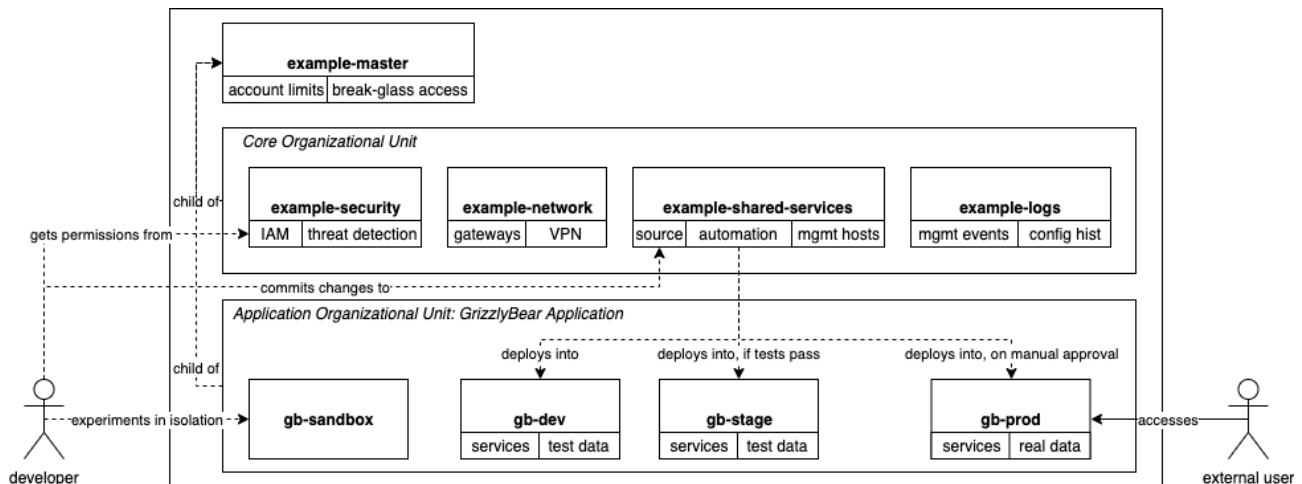 example-master
account limits break-glass access
Core Organizational Unit
child of
example-security example-network example-shared-services example-logs
IAM threat detection gateways VPN source automation mgmt hosts mgmt events config hist
gets permissions from
commits changes to
Application Organizational Unit: GrizzlyBear Application
child of deploys into deploys into, if tests pass deploys into, on manual approval
gb-sandbox gb-dev gb-stage gb-prod
experiments in isolation accesses
services test data services test data services real data
developer external user